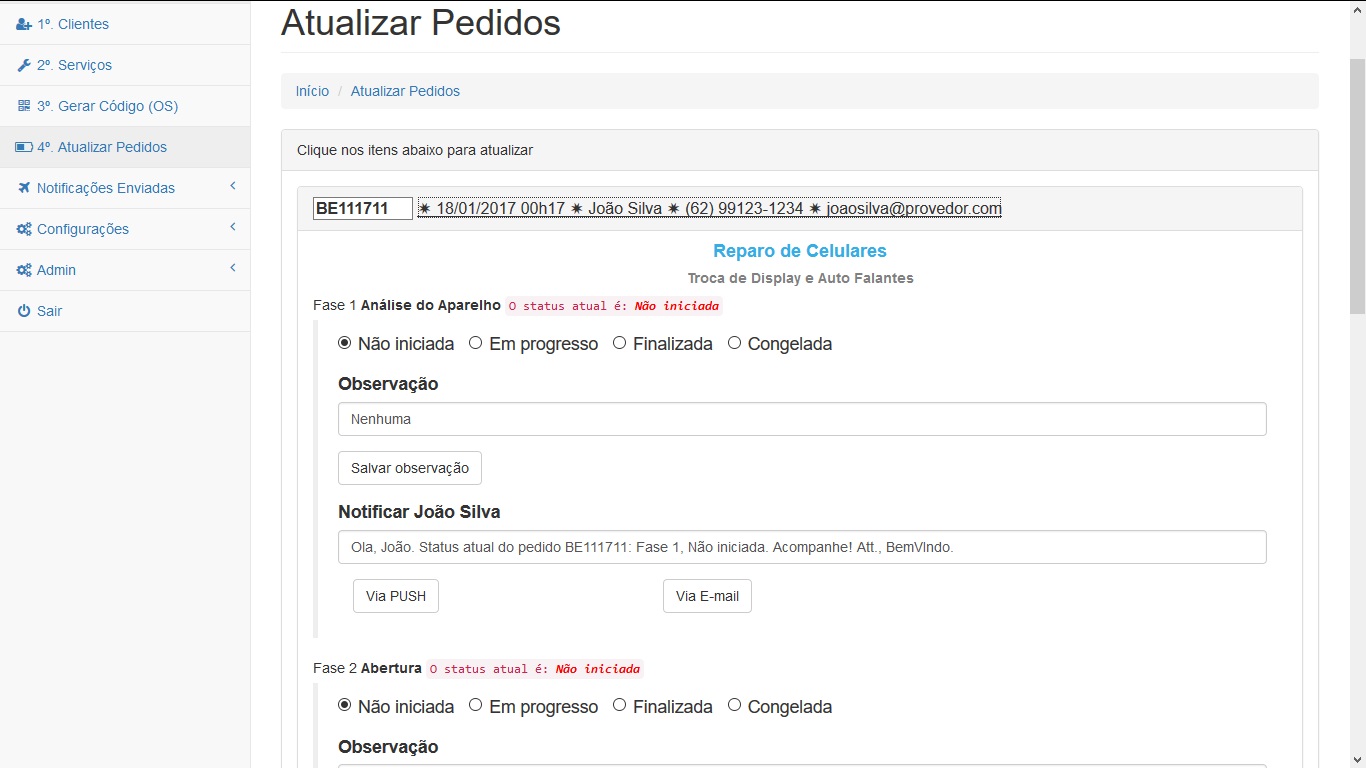 Atualizar Pedidos
1º. Clientes
2º. Serviços
3º. Gerar Código (OS)
4º. Atualizar Pedidos
Notificações Enviadas
Configurações
Admin
Sair
Início / Atualizar Pedidos
Clique nos itens abaixo para atualizar
BE111711 ✷ 18/01/2017 00h17 ✷ João Silva ✷ (62) 99123-1234 ✷ joaosilva@provedor.com
Reparo de Celulares
Troca de Display e Auto Falantes
Fase 1 Análise do Aparelho O status atual é: Não iniciada
Não iniciada Em progresso Finalizada Congelada
Observação
Nenhuma
Salvar observação
Notificar João Silva
Ola, João. Status atual do pedido BE111711: Fase 1, Não iniciada. Acompanhe! Att., BemVIndo.
Via PUSH Via E-mail
Fase 2 Abertura O status atual é: Não iniciada
Não iniciada Em progresso Finalizada Congelada
Observação